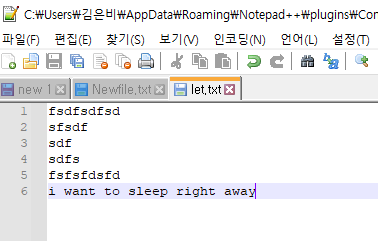 C:₩Users₩김은비₩AppData₩Roaming₩Notepad++₩plugins₩Con
파일(F) 편집(E) 찾기(S) 보기(V) 인코딩(N) 언어(L) 설정(T)
new 1 Newfile,txt let,txt
1 fsdfsdfsd
2 sfsdf
3 sdf
4 sdfs
5 fsfsfdsfd
6 i want to sleep right away